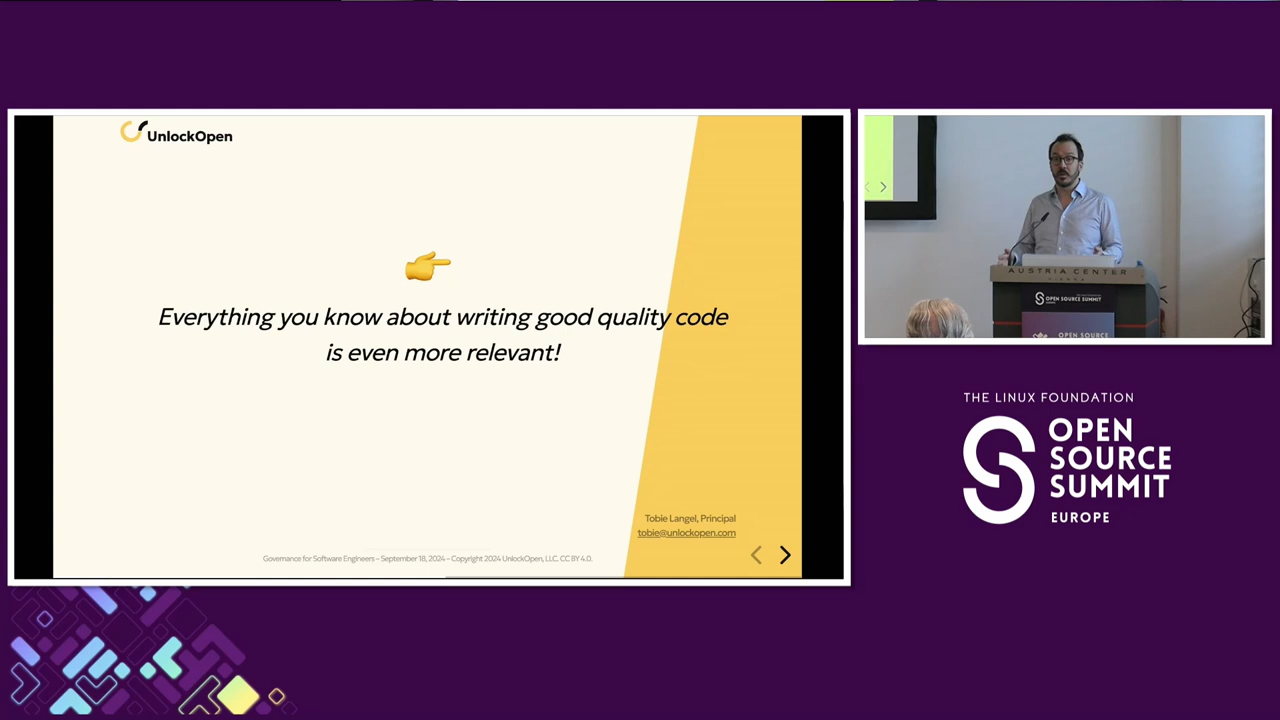 UnlockOpen
Everything you know about writing good quality code
is even more relevant!
Tobie Langel, Principal
tobie@unlockopen.com
Governance for Software Engineers – September 18, 2024 – Copyright 2024 UnlockOpen, LLC. CC BY 4.0.
AUSTRIA CENTER
OPEN SOURCE SUMMIT
OPEN SOURCE
THE LINUX FOUNDATION
OPEN
SOURCE
SUMMIT
EUROPE